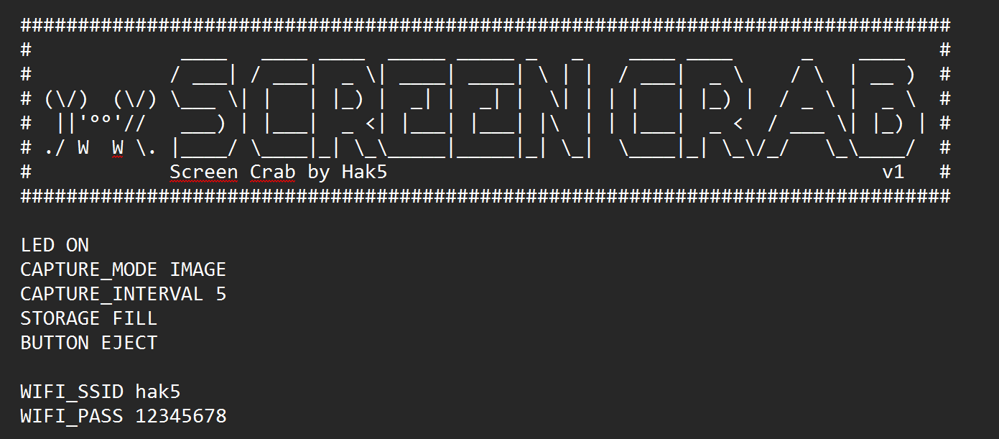 #################################################################################
#             ____   ____ ____  _____ _____ _   _    ____ ____      _    ____   #
#            / ___| / ___|  _ \| ____| ____| \ | |  / ___|  _ \    / \  | __ )  #
# (\/)  (\/) \___ \| |   | |_) |  _| |  _| |  \| | | |   | |_) |  / _ \ |  _ \  #
#  ||'°°'//   ___) | |___|  _ <| |___| |___| |\  | | |___|  _ <  / ___ \| |_) | #
# ./ W  W \. |____/ \____|_| \_\_____|_____|_| \_|  \____|_| \_\/_/   \_\____/  #
#            Screen Crab by Hak5                                           v1   #
#################################################################################

LED ON
CAPTURE_MODE IMAGE
CAPTURE_INTERVAL 5
STORAGE FILL
BUTTON EJECT

WIFI_SSID hak5
WIFI_PASS 12345678